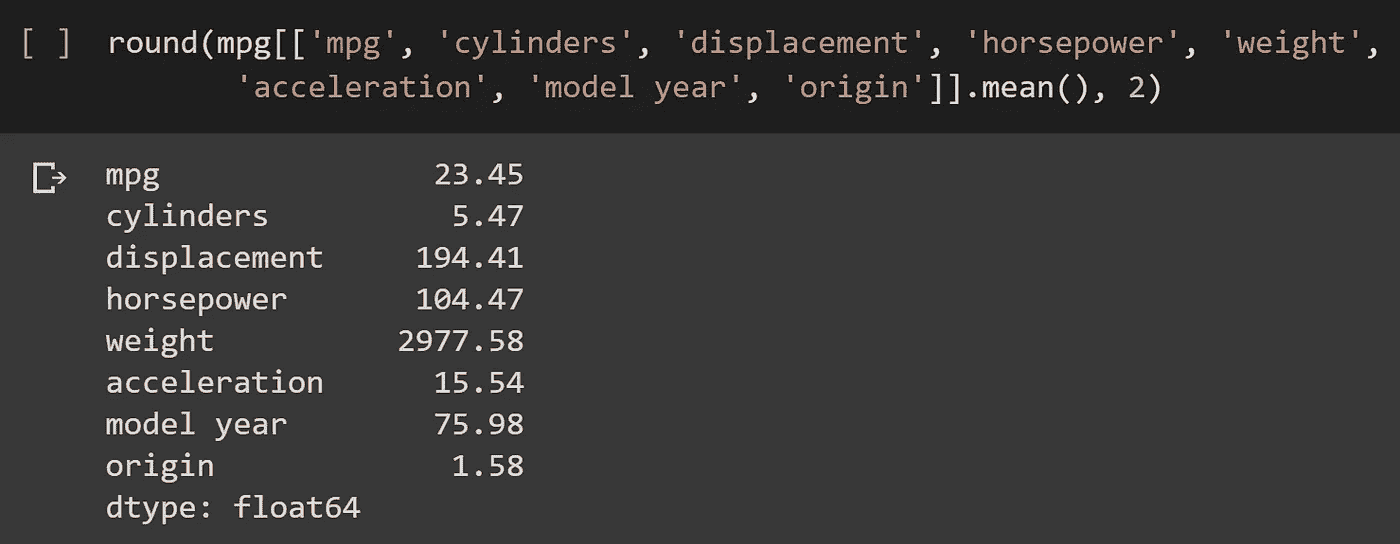 [ ] round(mpg[['mpg', 'cylinders', 'displacement', 'horsepower', 'weight',
'acceleration', 'model year', 'origin']].mean(), 2)
mpg 23.45
cylinders 5.47
displacement 194.41
horsepower 104.47
weight 2977.58
acceleration 15.54
model year 75.98
origin 1.58
dtype: float64